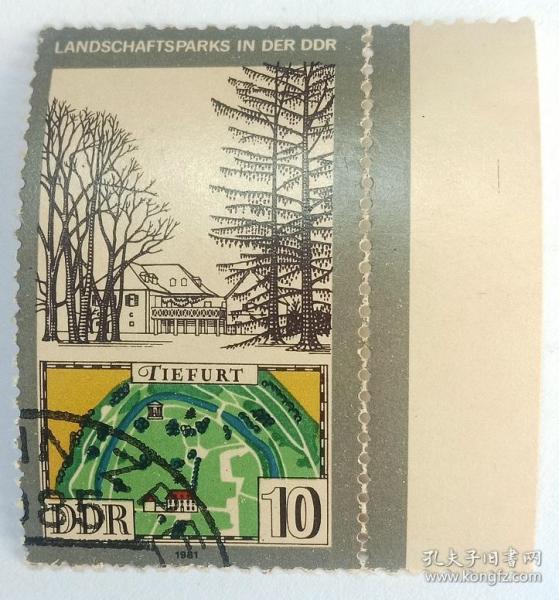 LANDSCHAFTSPARKS IN DER DDR
TIEFURT
DDR
10
1981
孔夫子旧书网
www.kongfz.com